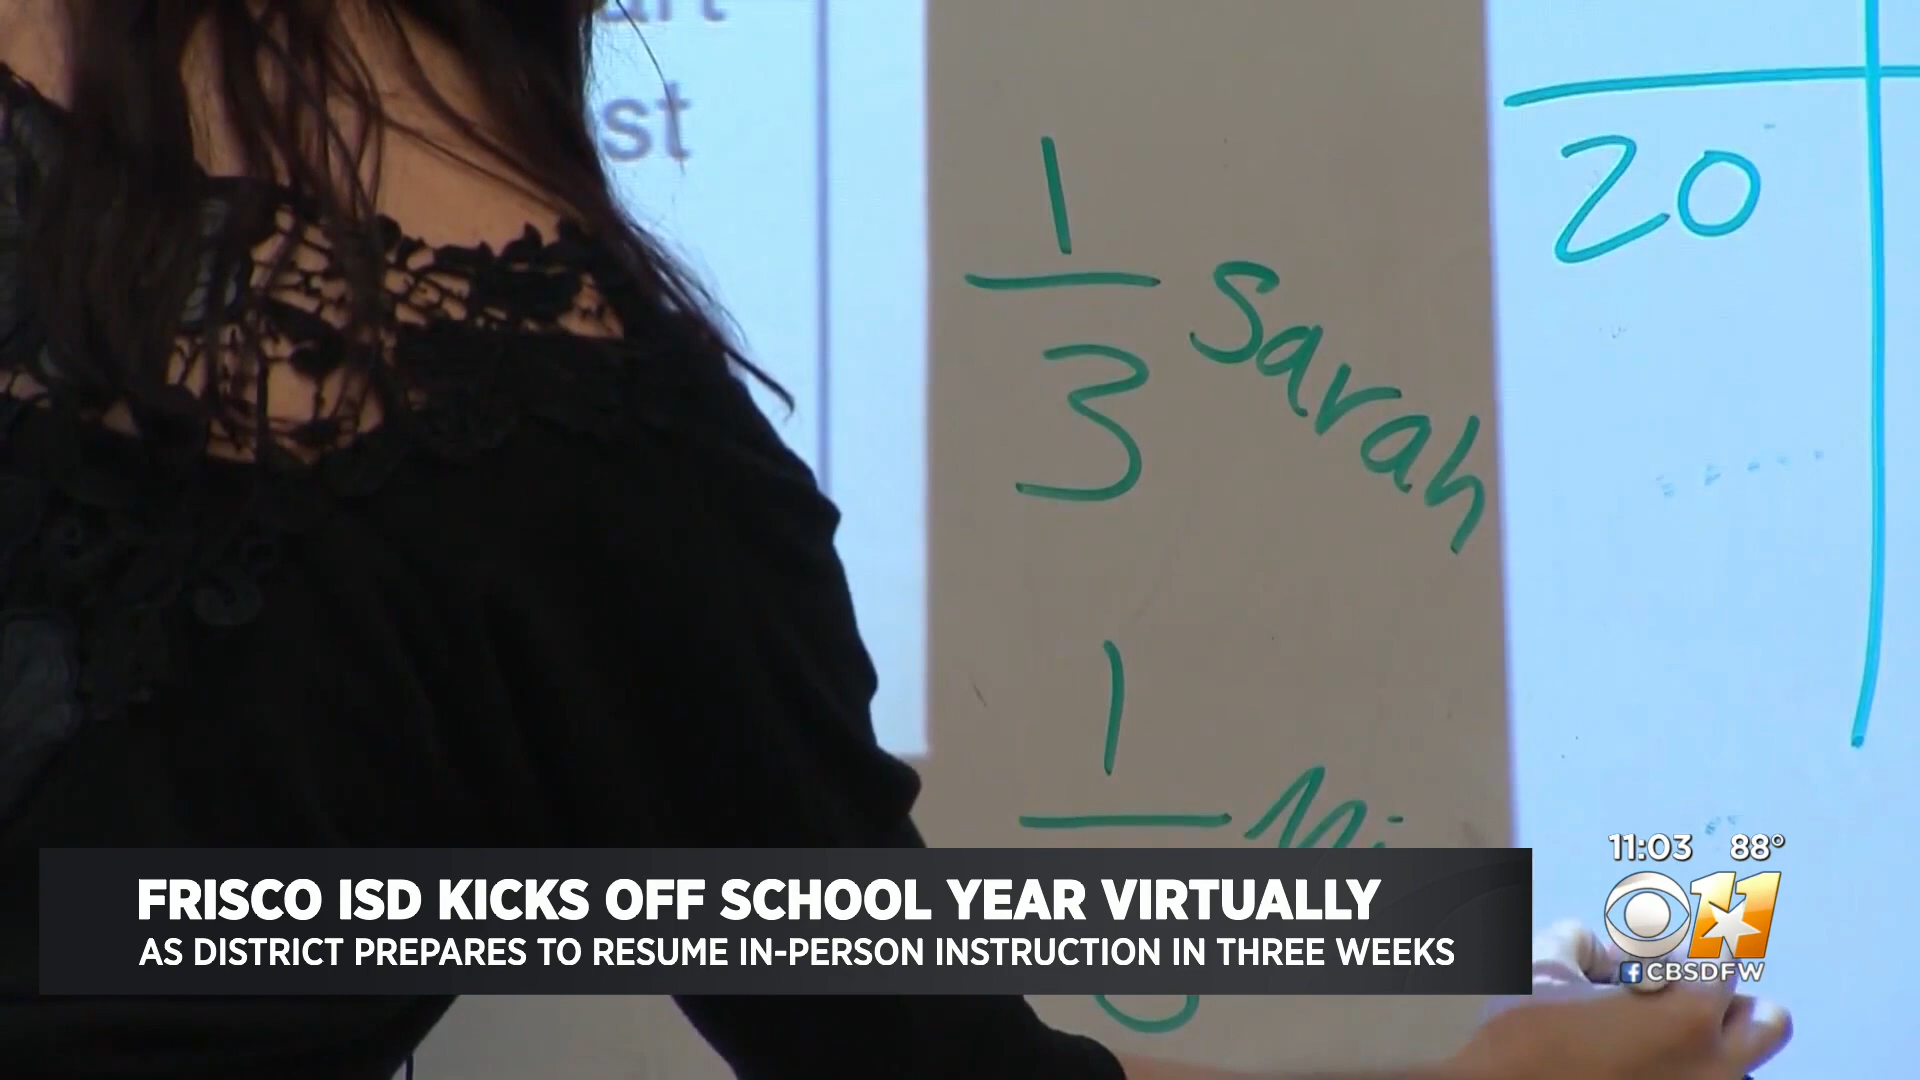 st
1
3
Sarah
20
1
Mi
FRISCO ISD KICKS OFF SCHOOL YEAR VIRTUALLY
AS DISTRICT PREPARES TO RESUME IN-PERSON INSTRUCTION IN THREE WEEKS
11:03 88°
11
CBSDFW